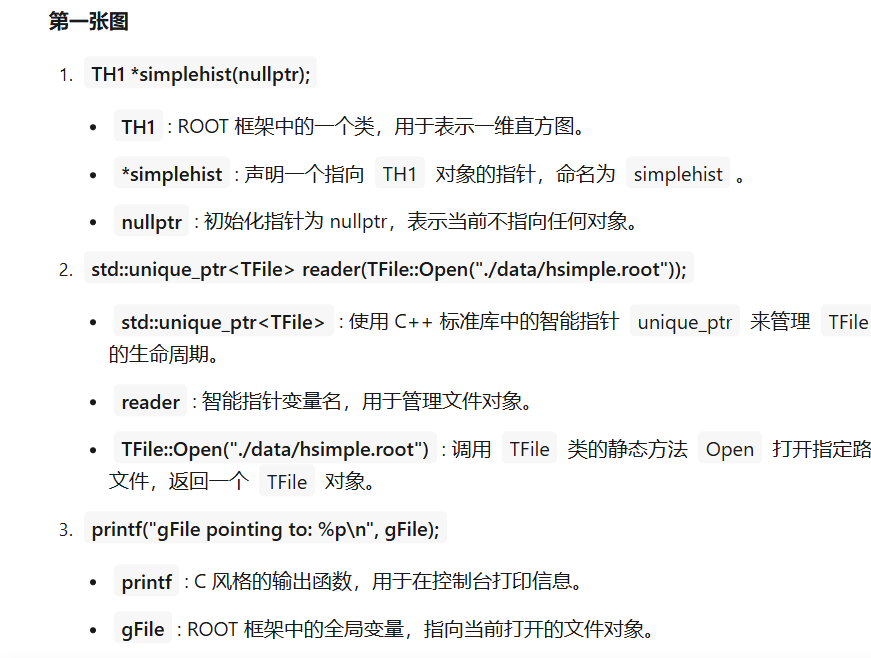 第一张图
1. TH1 *simplehist(nullptr);
• TH1 : ROOT 框架中的一个类，用于表示一维直方图。
• *simplehist : 声明一个指向 TH1 对象的指针，命名为 simplehist 。
• nullptr : 初始化指针为 nullptr，表示当前不指向任何对象。
2. std::unique_ptr<TFile> reader(TFile::Open("./data/hsimple.root"));
• std::unique_ptr<TFile> : 使用 C++ 标准库中的智能指针 unique_ptr 来管理 TFile
的生命周期。
• reader : 智能指针变量名，用于管理文件对象。
• TFile::Open("./data/hsimple.root") : 调用 TFile 类的静态方法 Open 打开指定路
文件，返回一个 TFile 对象。
3. printf("gFile pointing to: %p\n", gFile);
• printf : C 风格的输出函数，用于在控制台打印信息。
• gFile : ROOT 框架中的全局变量，指向当前打开的文件对象。